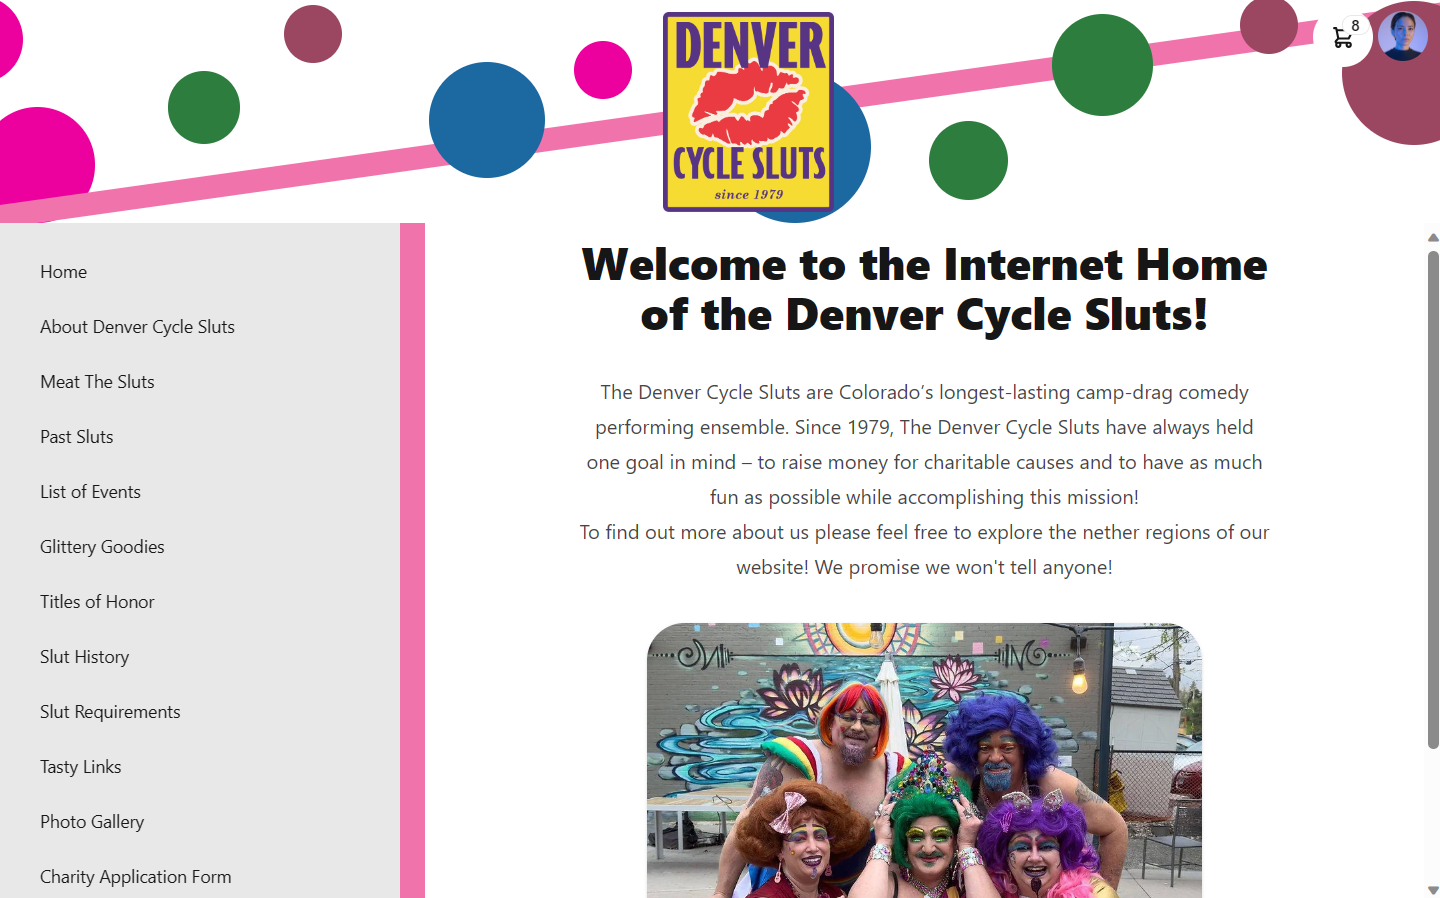 DENVER
CYCLE SLUTS
since 1979
8
Home
About Denver Cycle Sluts
Meat The Sluts
Past Sluts
List of Events
Glittery Goodies
Titles of Honor
Slut History
Slut Requirements
Tasty Links
Photo Gallery
Charity Application Form
Welcome to the Internet Home
of the Denver Cycle Sluts!
The Denver Cycle Sluts are Colorado’s longest-lasting camp-drag comedy
performing ensemble. Since 1979, The Denver Cycle Sluts have always held
one goal in mind – to raise money for charitable causes and to have as much
fun as possible while accomplishing this mission!
To find out more about us please feel free to explore the nether regions of our
website! We promise we won't tell anyone!